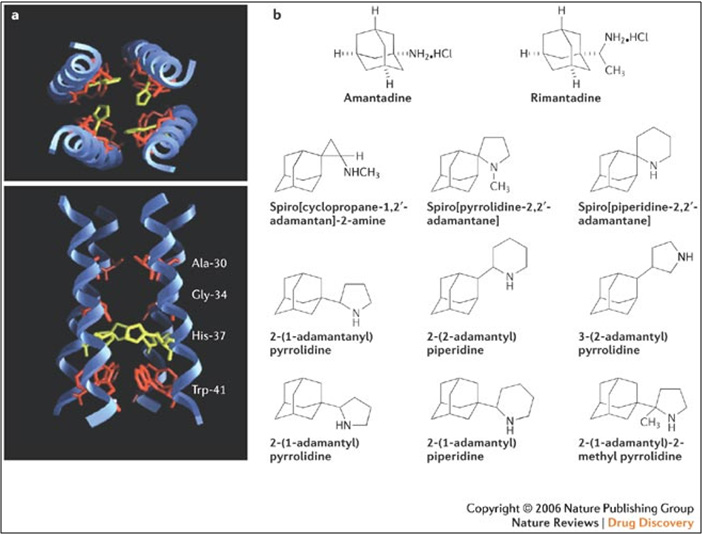 a
Ala-30
Gly-34
His-37
Trp-41
b
H
H
H
NH₂•HCl
Amantadine
H
H
H
NH₂•HCl
CH₃
Rimantadine
H
NHCH₃
Spiro[cyclopropane-1,2′-
adamantan]-2-amine
N
CH₃
Spiro[pyrrolidine-2,2′-
adamantane]
N
H
Spiro[piperidine-2,2′-
adamantane]
N
H
2-(1-adamantanyl)
pyrrolidine
NH
2-(2-adamantyl)
piperidine
NH
3-(2-adamantyl)
pyrrolidine
HN
2-(1-adamantyl)
pyrrolidine
N
H
2-(1-adamantyl)
piperidine
CH₃
N
H
2-(1-adamantyl)-2-
methyl pyrrolidine
Copyright © 2006 Nature Publishing Group
Nature Reviews | Drug Discovery